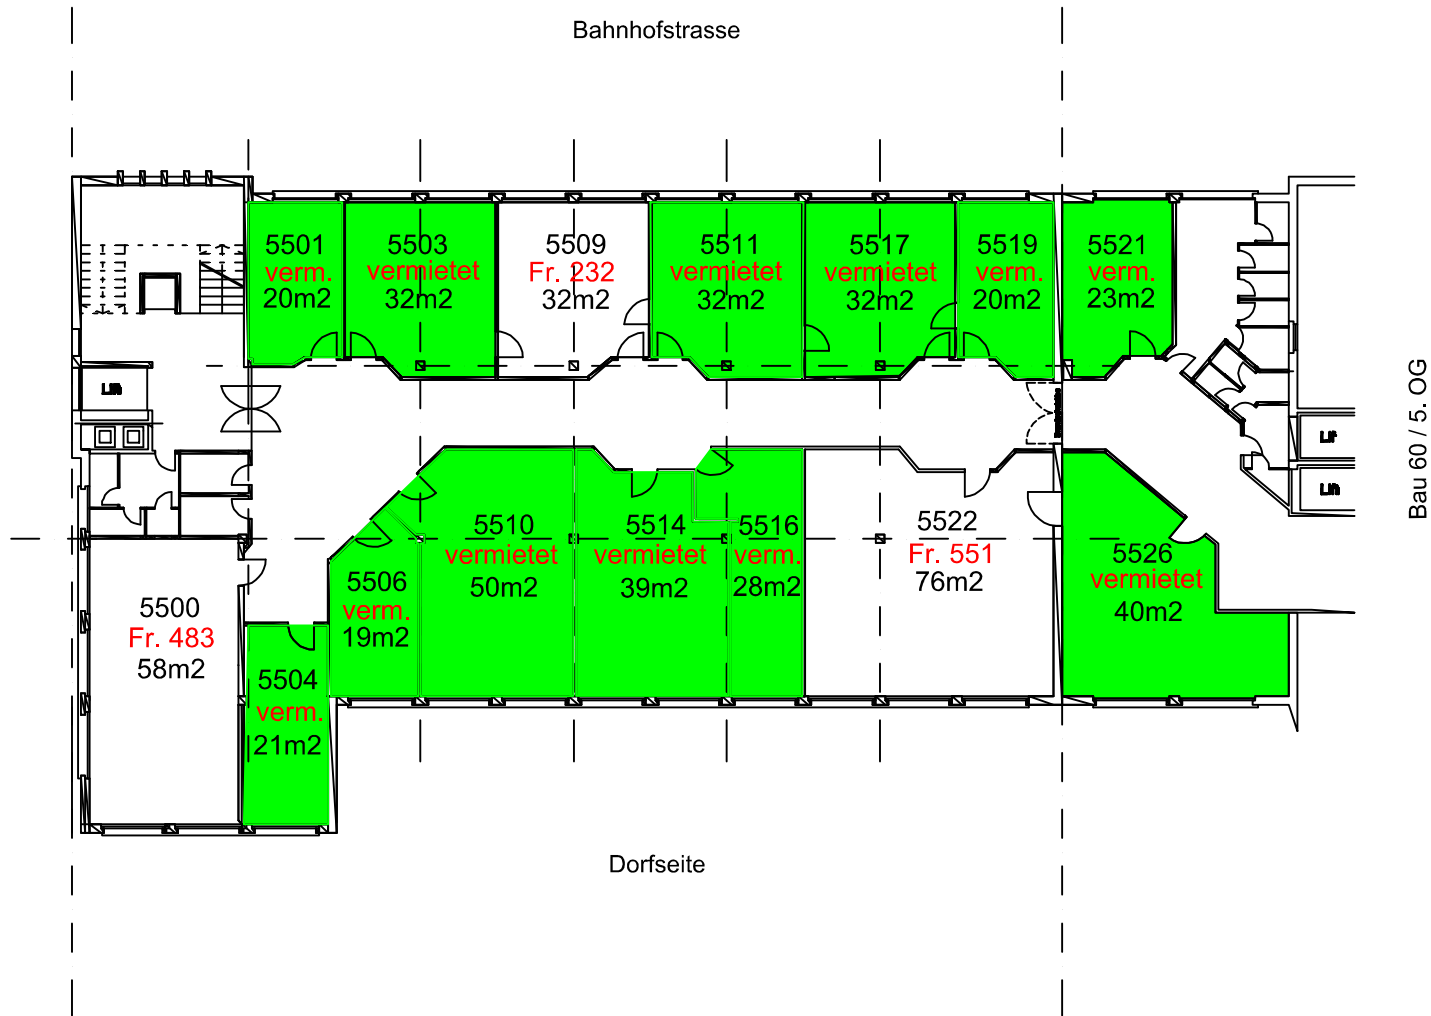 Bahnhofstrasse
5501
verm.
20m2
5503
vermietet
32m2
5509
Fr. 232
32m2
5511
vermietet
32m2
5517
vermietet
32m2
5519
verm.
20m2
5521
verm.
23m2
Lift
Bau 60 / 5. OG
5500
Fr. 483
58m2
5504
verm.
21m2
5506
verm.
19m2
5510
vermietet
50m2
5514
vermietet
39m2
5516
verm.
28m2
5522
Fr. 551
76m2
5526
vermietet
40m2
Lift
Dorfseite